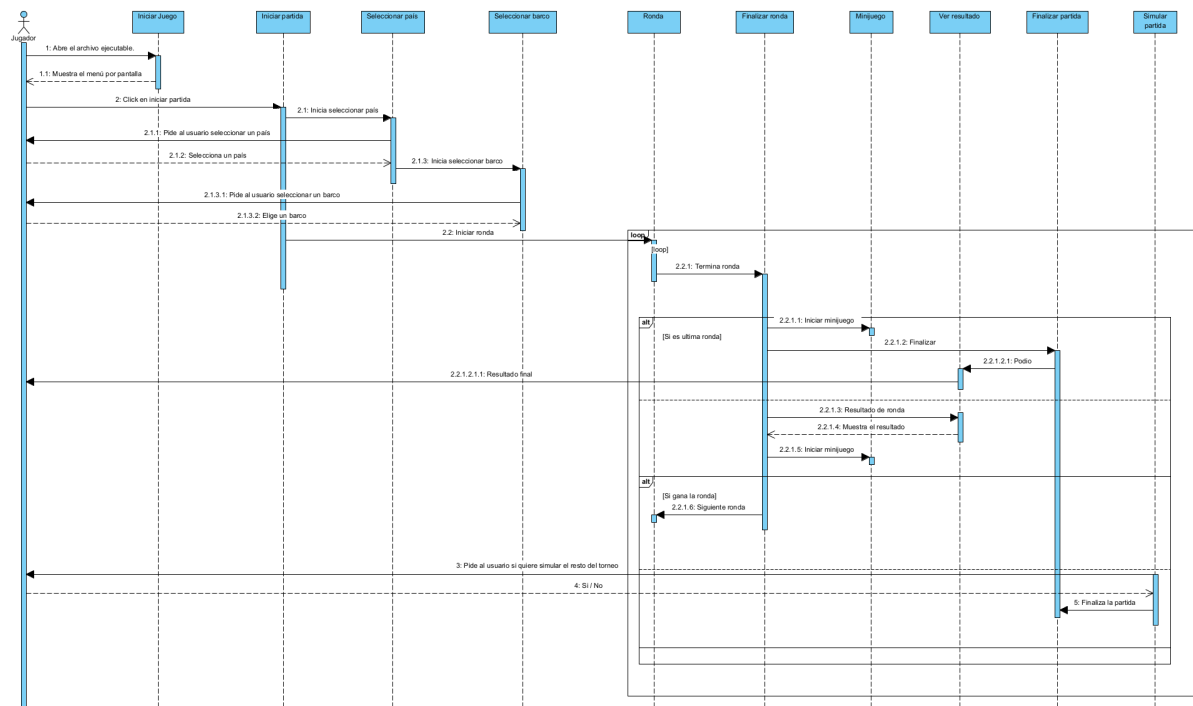 Jugador
Iniciar Juego
Iniciar partida
Seleccionar país
Seleccionar barco
Ronda
Finalizar ronda
Minijuego
Ver resultado
Finalizar partida
Simular
partida
1: Abre el archivo ejecutable.
1.1: Muestra el menú por pantalla
2: Click en iniciar partida
2.1: Inicia seleccionar país
2.1.1: Pide al usuario seleccionar un país
2.1.2: Selecciona un país
2.1.3: Inicia seleccionar barco
2.1.3.1: Pide al usuario seleccionar un barco
2.1.3.2: Elige un barco
2.2: Iniciar ronda
loop
[loop]
2.2.1: Termina ronda
alt
2.2.1.1: Iniciar minijuego
[Si es ultima ronda]
2.2.1.2: Finalizar
2.2.1.2.1: Podio
2.2.1.2.1.1: Resultado final
2.2.1.3: Resultado de ronda
2.2.1.4: Muestra el resultado
2.2.1.5: Iniciar minijuego
alt
[Si gana la ronda]
2.2.1.6: Siguiente ronda
3: Pide al usuario si quiere simular el resto del torneo
4: Si / No
5: Finaliza la partida